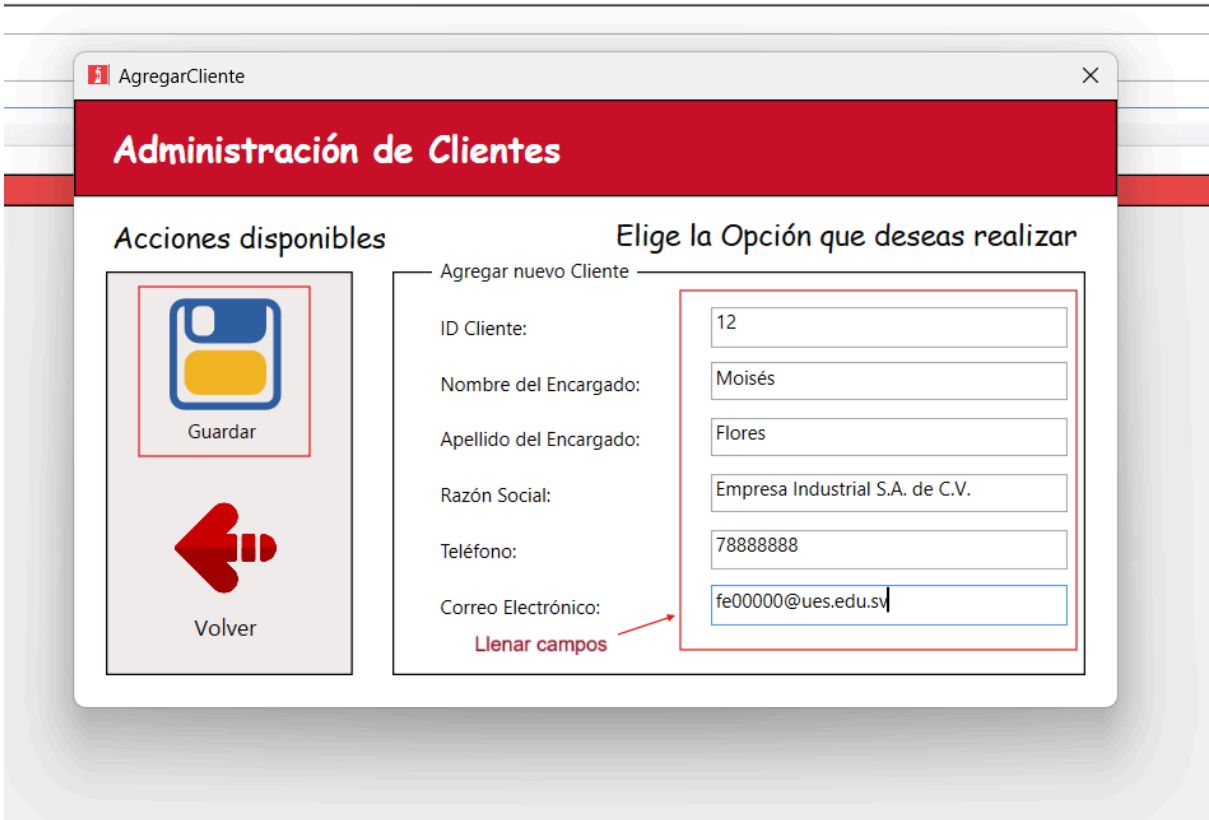 AgregarCliente
Administración de Clientes
Acciones disponibles
Elige la Opción que deseas realizar
Guardar
Volver
Agregar nuevo Cliente
ID Cliente: 12
Nombre del Encargado: Moisés
Apellido del Encargado: Flores
Razón Social: Empresa Industrial S.A. de C.V.
Teléfono: 78888888
Correo Electrónico: fe00000@ues.edu.sv
Llenar campos